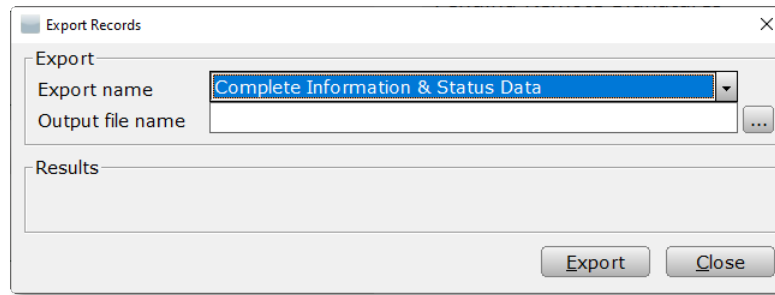 Export Records
Export
Export name
Complete Information & Status Data
Output file name
...
Results
Export
Close